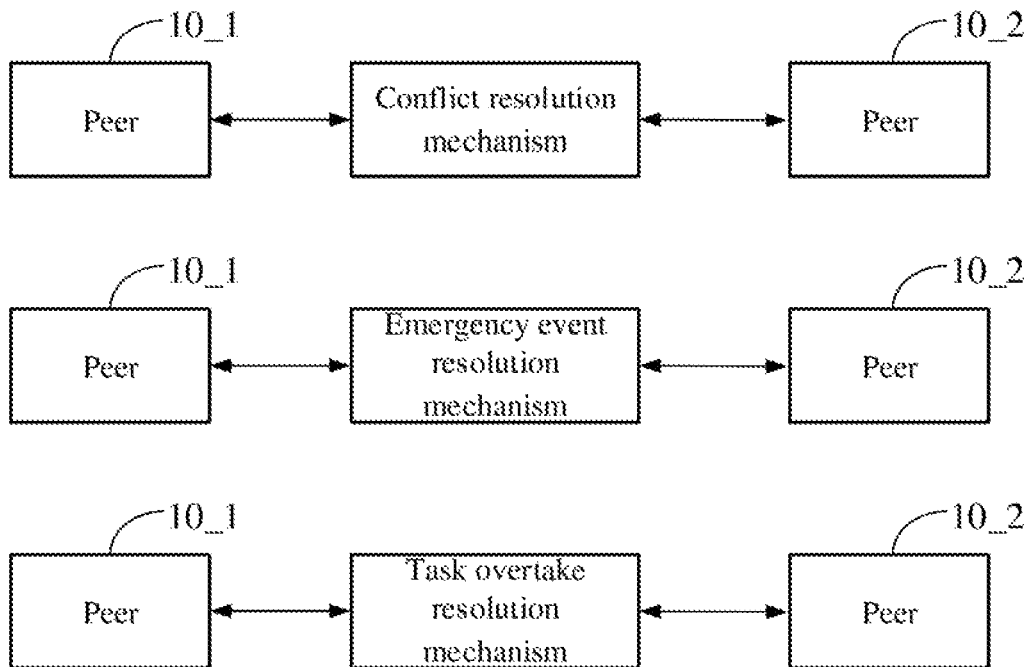 10_1
10_2
Peer
Conflict resolution
mechanism
Peer
10_1
10_2
Peer
Emergency event
resolution
mechanism
Peer
10_1
10_2
Peer
Task overtake
resolution
mechanism
Peer